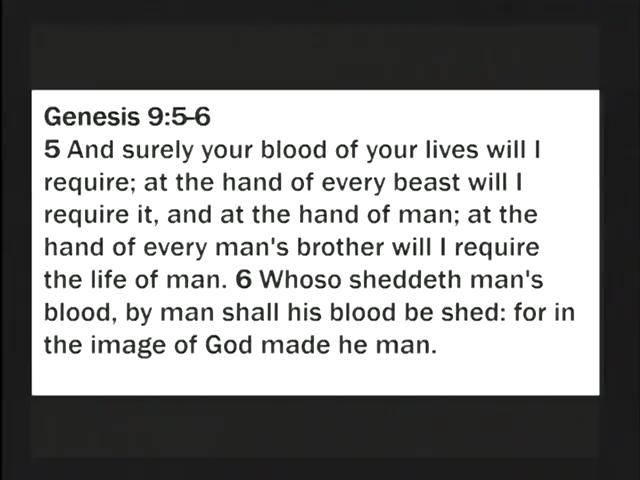 Genesis 9:5-6
5 And surely your blood of your lives will I
require; at the hand of every beast will I
require it, and at the hand of man; at the
hand of every man's brother will I require
the life of man. 6 Whoso sheddeth man's
blood, by man shall his blood be shed: for in
the image of God made he man.